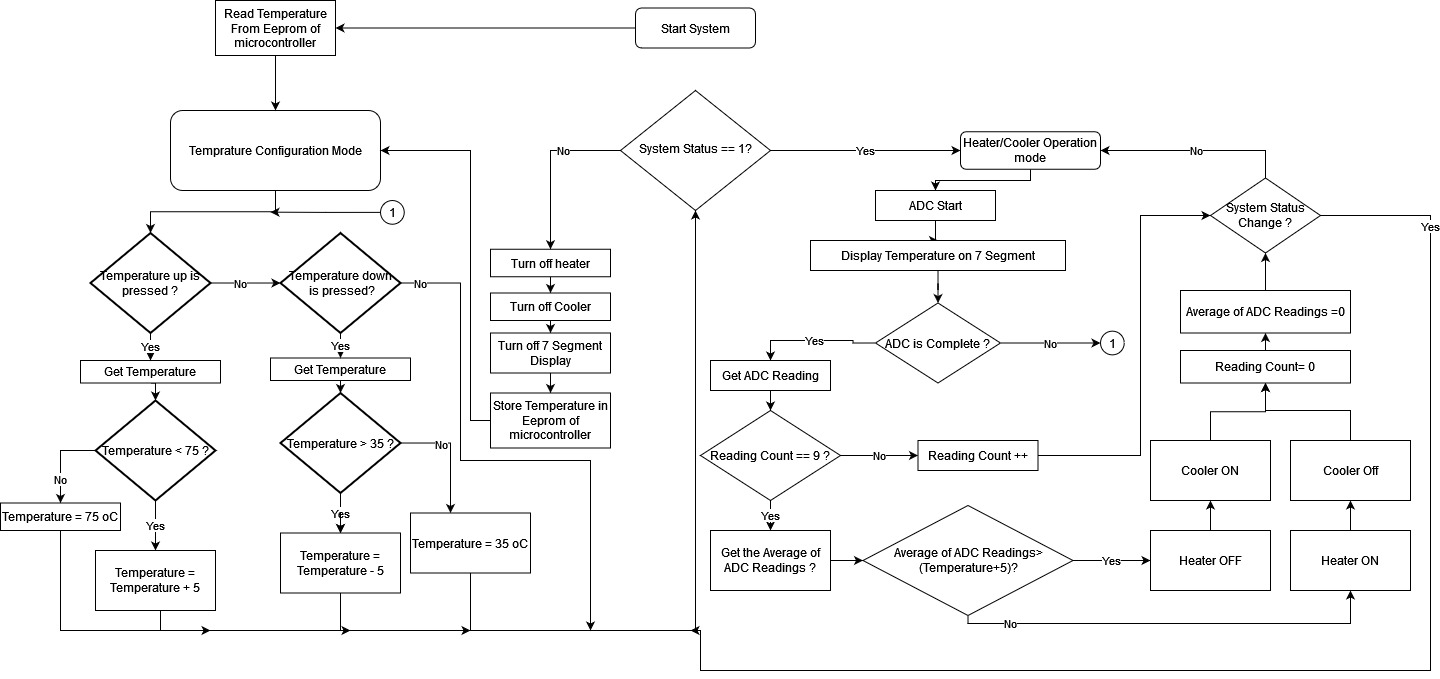 Read Temperature
From Eeprom of
microcontroller
Start System
Temprature Configuration Mode
1
System Status == 1?
No
Yes
Heater/Cooler Operation
mode
No
System Status
Change ?
Yes
ADC Start
Display Temperature on 7 Segment
Temperature up is
pressed ?
No
Temperature down
is pressed?
No
Turn off heater
Turn off Cooler
Turn off 7 Segment
Display
Store Temperature in
Eeprom of
microcontroller
Yes
Yes
Get Temperature
Get Temperature
Temperature < 75 ?
No
Temperature = 75 oC
Yes
Temperature =
Temperature + 5
Temperature > 35 ?
No
Yes
Temperature =
Temperature - 5
Temperature = 35 oC
ADC is Complete ?
Yes
No
1
Get ADC Reading
Reading Count == 9 ?
No
Reading Count ++
Yes
Get the Average of
ADC Readings ?
Average of ADC Readings>
(Temperature+5)?
Yes
No
Average of ADC Readings =0
Reading Count= 0
Cooler ON
Cooler Off
Heater OFF
Heater ON